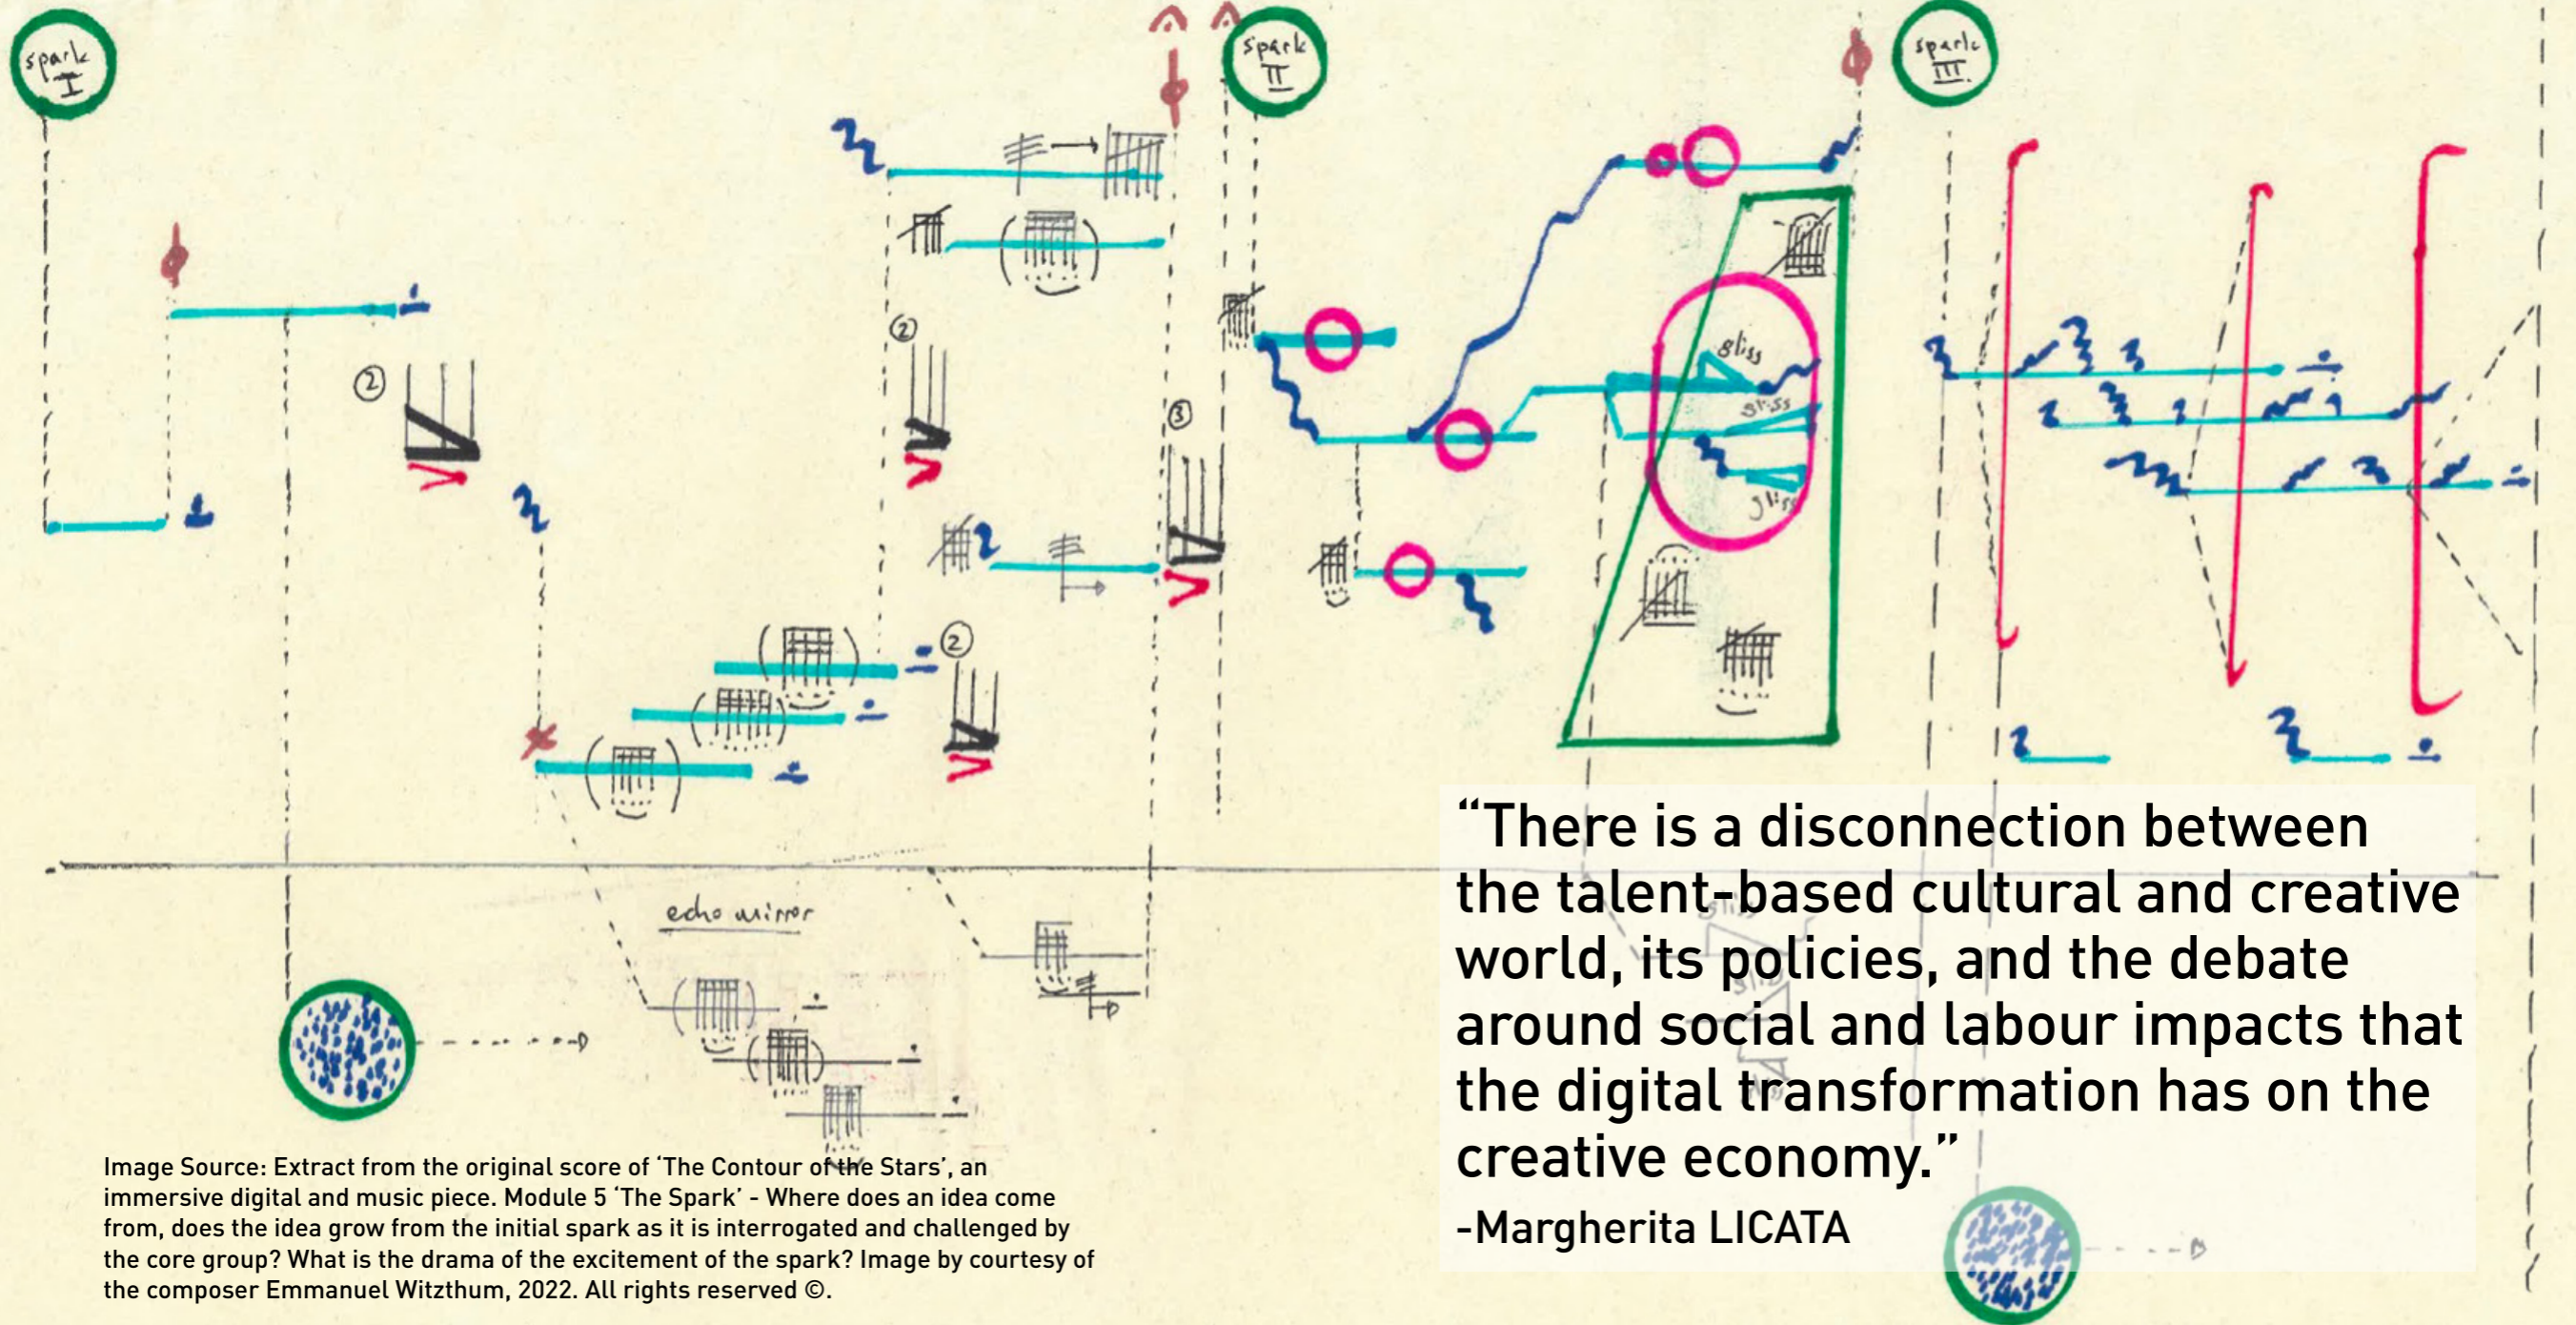 spark
I
spark
II
spark
III
②
②
③
②
gliss
gliss
gliss
echo mirror
“There is a disconnection between
the talent-based cultural and creative
world, its policies, and the debate
around social and labour impacts that
the digital transformation has on the
creative economy.”
-Margherita LICATA
Image Source: Extract from the original score of ‘The Contour of the Stars’, an
immersive digital and music piece. Module 5 ‘The Spark’ - Where does an idea come
from, does the idea grow from the initial spark as it is interrogated and challenged by
the core group? What is the drama of the excitement of the spark? Image by courtesy of
the composer Emmanuel Witzthum, 2022. All rights reserved ©.